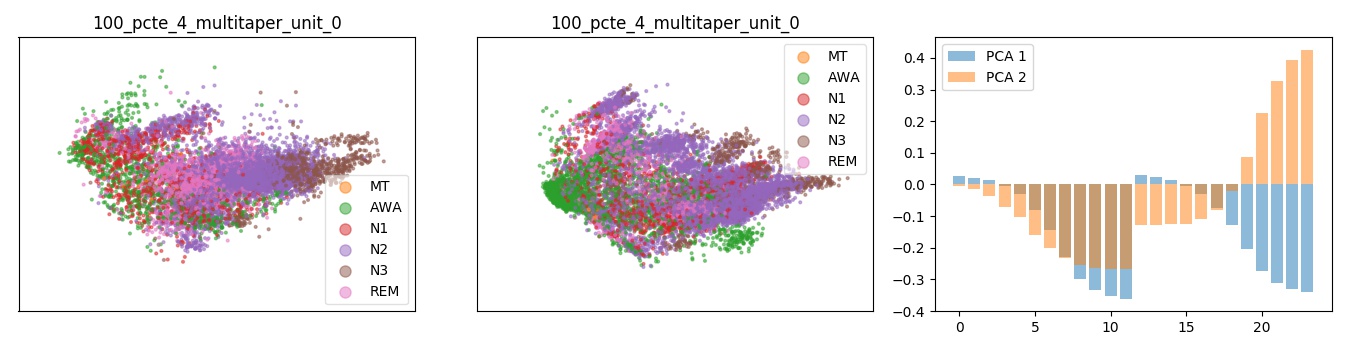 100_pcte_4_multitaper_unit_0
MT
AWA
N1
N2
N3
REM
100_pcte_4_multitaper_unit_0
MT
AWA
N1
N2
N3
REM
PCA 1
PCA 2
0.4
0.3
0.2
0.1
0.0
−0.1
−0.2
−0.3
−0.4
0
5
10
15
20